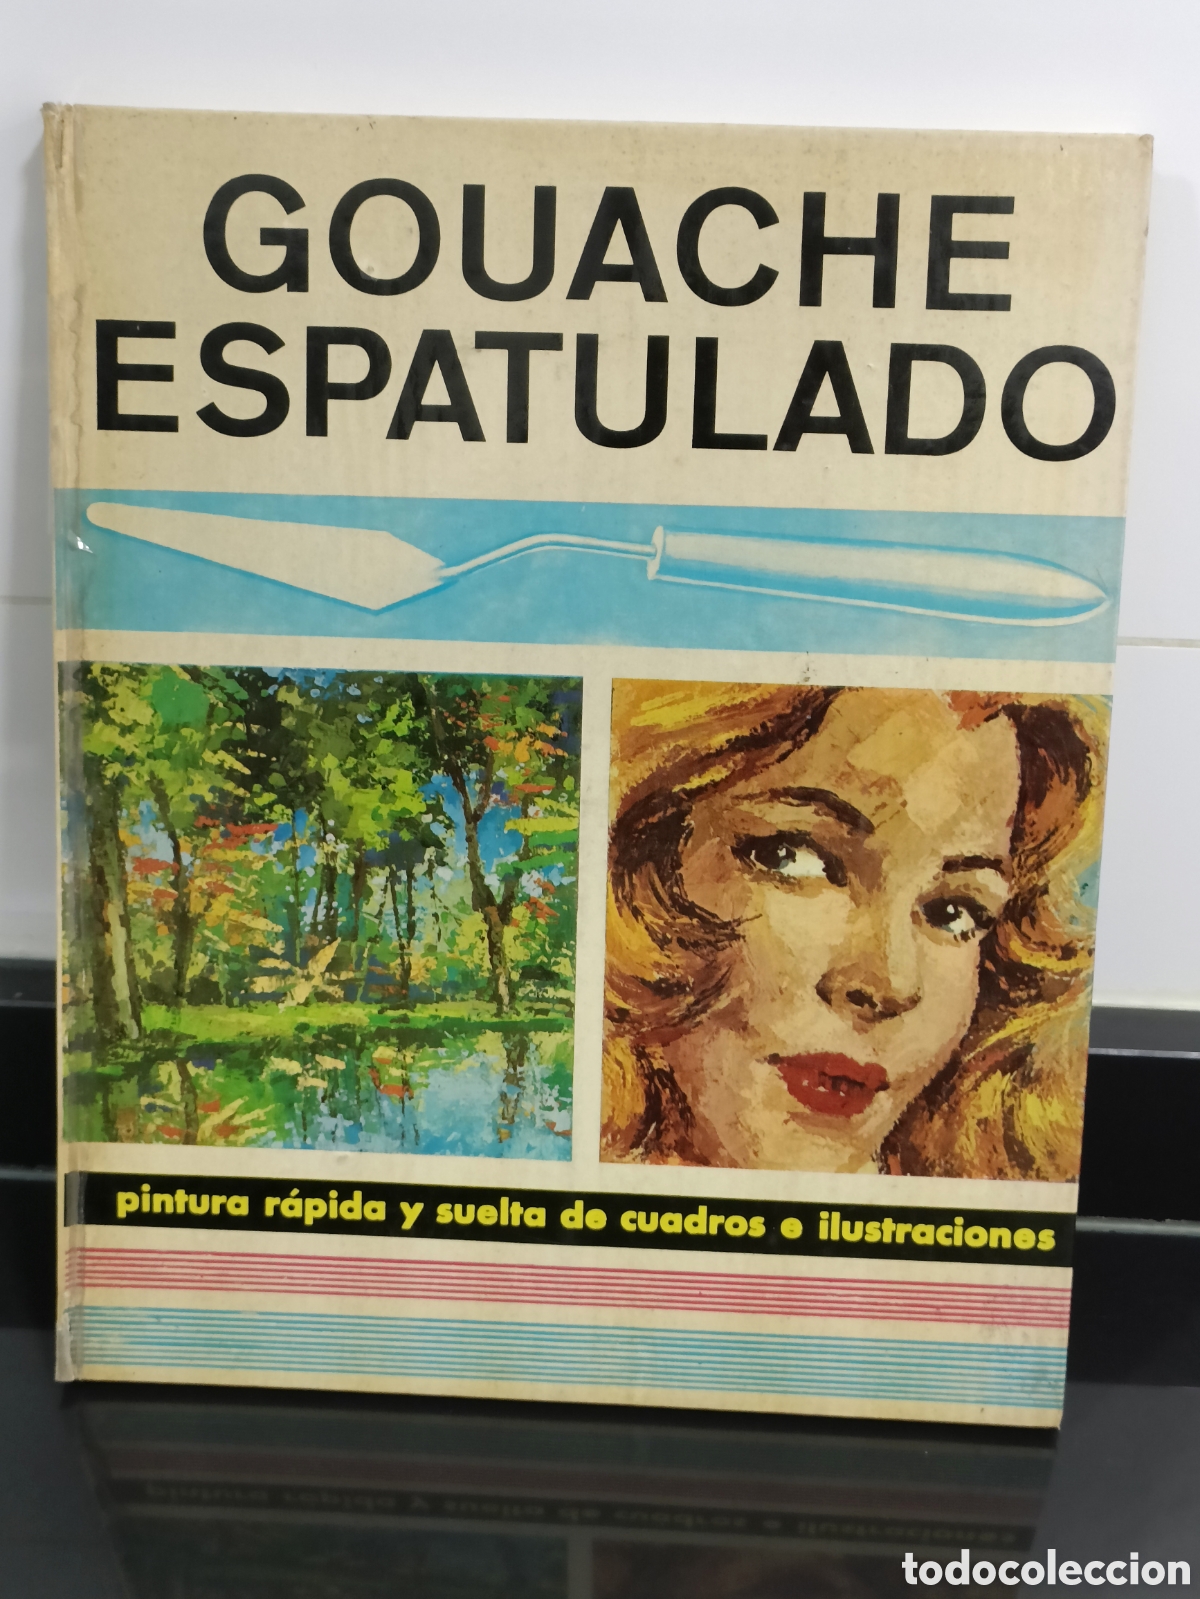 GOUACHE
ESPATULADO
pintura rápida y suelta de cuadros e ilustraciones
todocoleccion